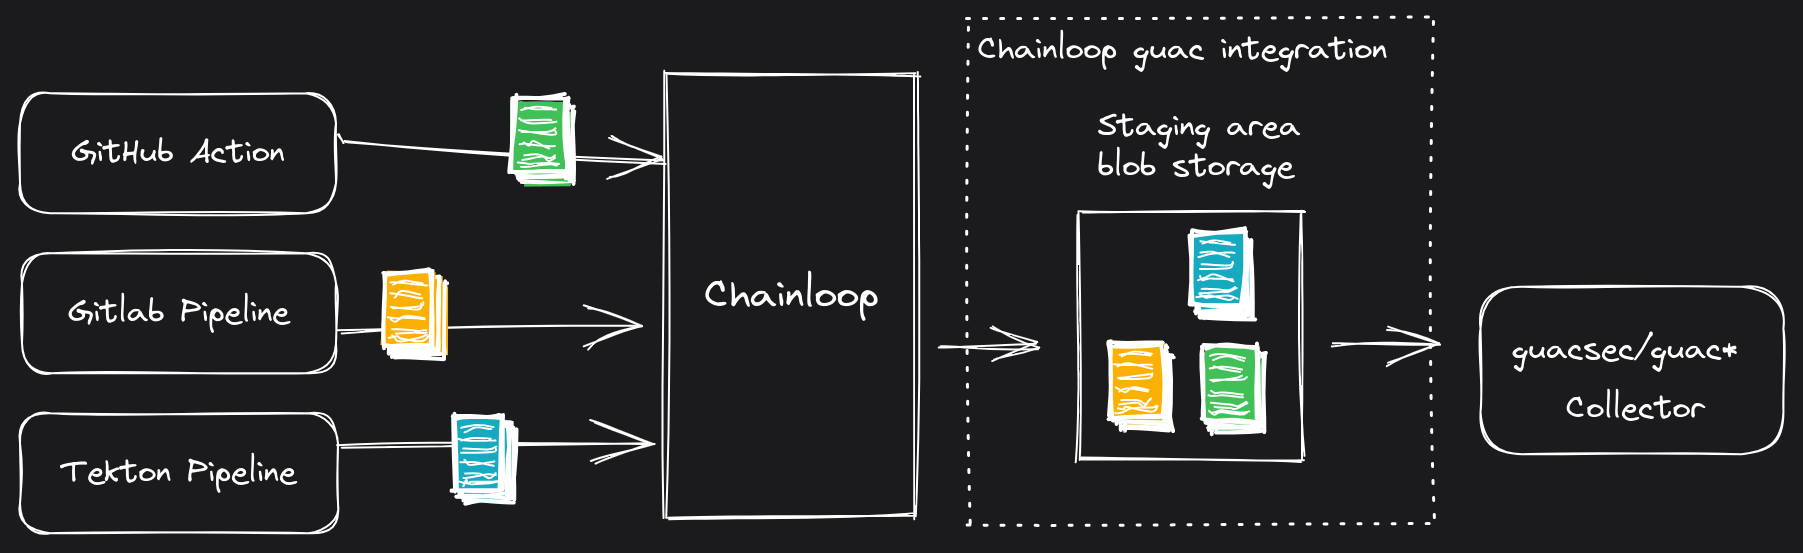 GitHub Action
Gitlab Pipeline
Tekton Pipeline
Chainloop
Chainloop guac integration
Staging area
blob storage
guacsec/guac*
Collector